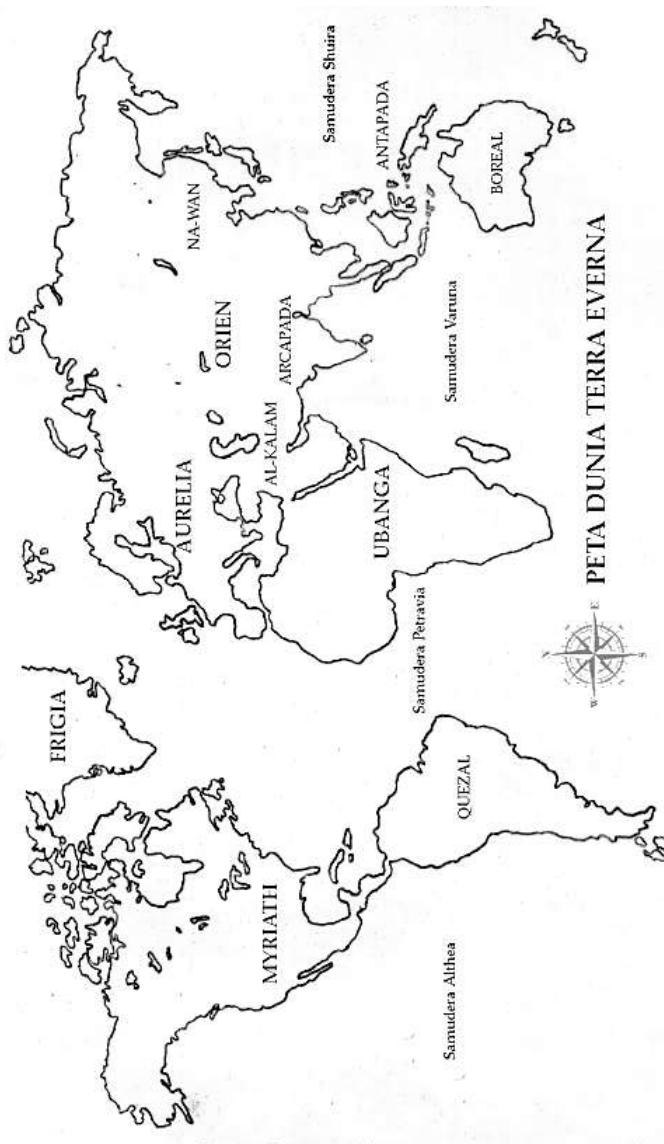 FRIGIA
MYRIATH
QUEZAL
Samudera Althea
Samudera Petravia
AURELIA
ORIEN
NA-WAN
AL-KALAM
ARCAPADA
UBANGA
Samudera Shuira
ANTAPADA
BOREAL
Samudera Varuna
N
E
S
W
PETA DUNIA TERRA EVERNA